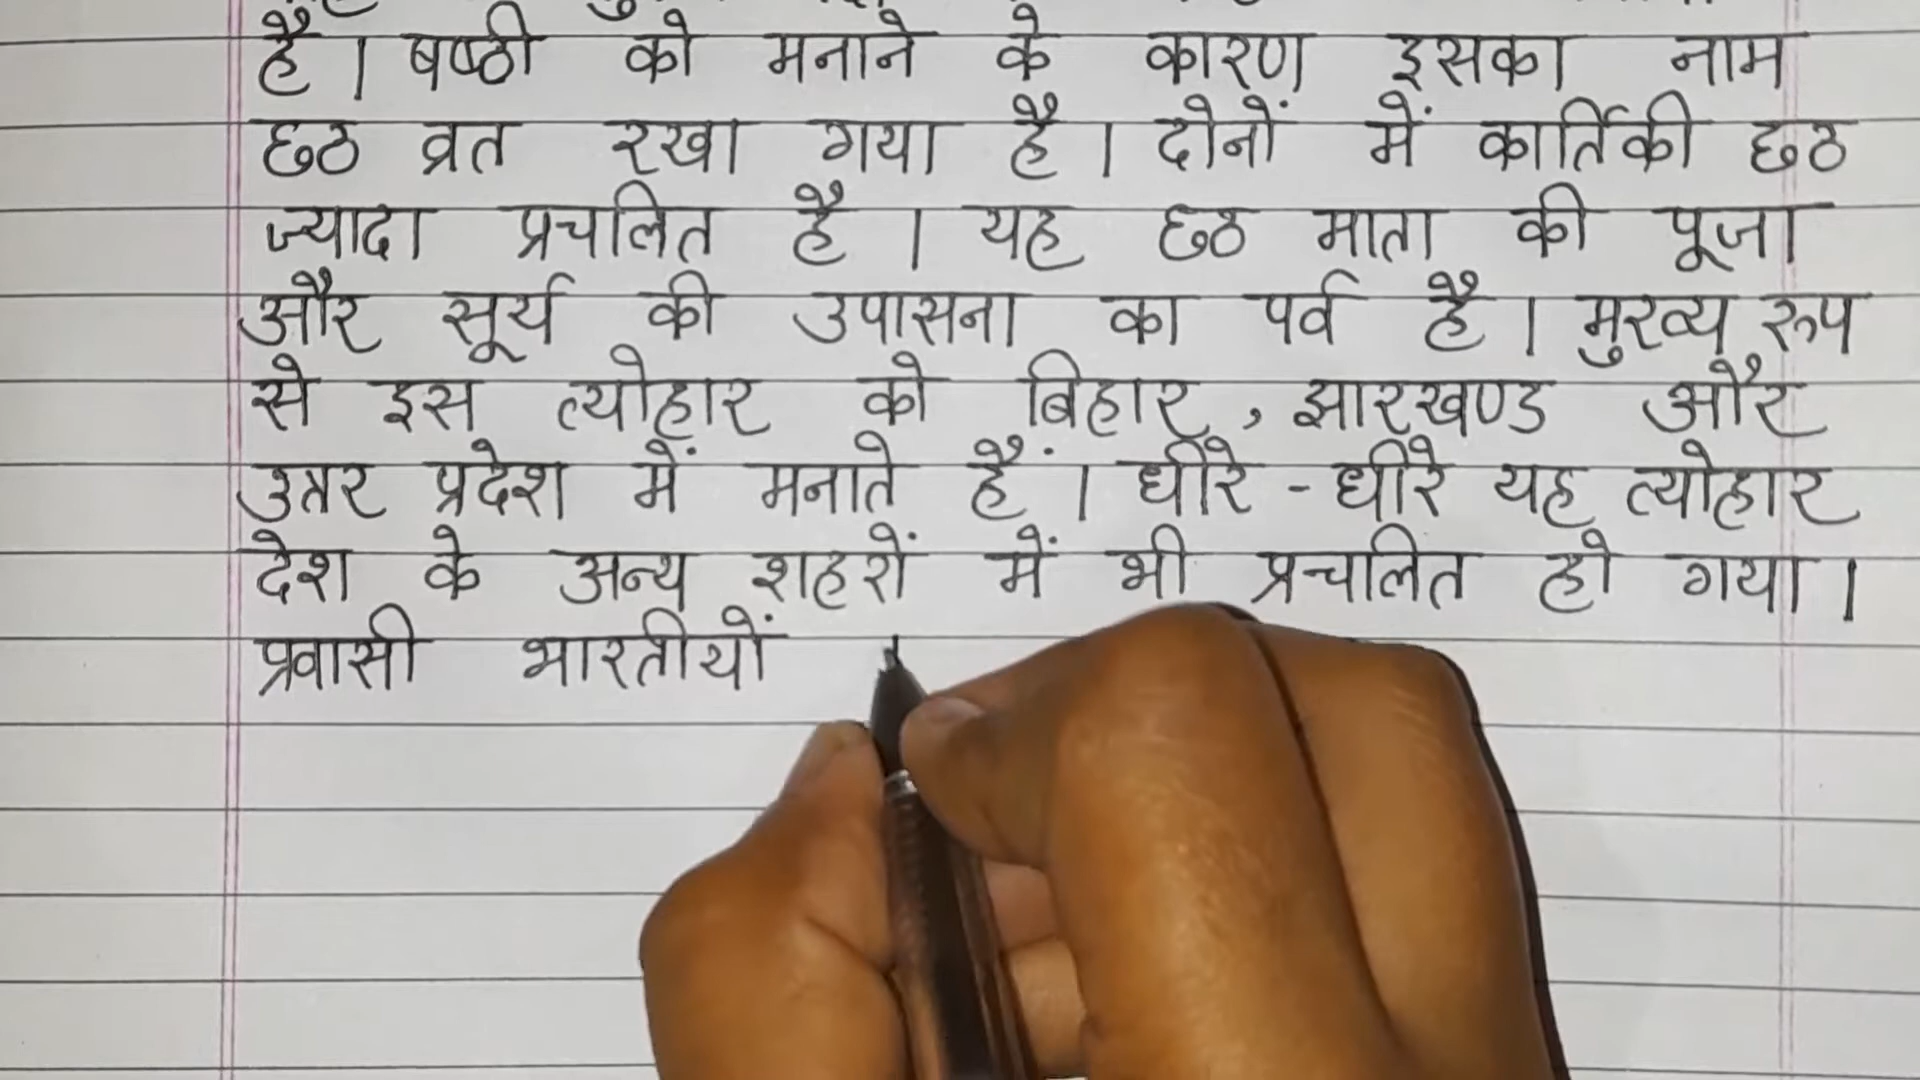 है। षष्ठी को मनाने के कारण इसका नाम
छठ व्रत रखा गया है। दोनों में कार्तिकी छठ
ज्यादा प्रचलित है। यह छठ माता की पूजा
और सूर्य की उपासना का पर्व है। मुख्य रुप
से इस त्योहार को बिहार, झारखण्ड और
उत्तर प्रदेश में मनाते हैं। धीरे-धीरे यह त्योहार
देश के अन्य शहरों में भी प्रचलित हो गया।
प्रवासी भारतीयों